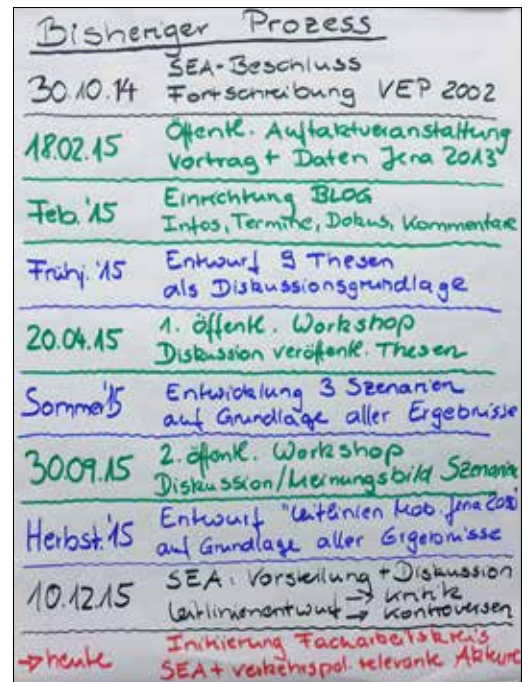 Bisheriger Prozess
30.10.14 SEA-Beschluss
Fortschreibung VEP 2002
18.02.15 Öffentl. Auftaktveranstaltung
Vortrag + Daten Jena 2013
Feb. '15 Einrichtung BLOG
Infos, Termine, Dokus, Kommentare
Frühj. '15 Entwurf 9 Thesen
als Diskussionsgrundlage
20.04.15 1. öffentl. Workshop
Diskussion veröffentl. Thesen
Sommer '15 Entwicklung 3 Szenarien
auf Grundlage aller Ergebnisse
30.09.15 2. öffentl. Workshop
Diskussion/Meinungsbild Szenarie
Herbst '15 Entwurf "Leitlinien Mob. Jena
auf Grundlage aller Ergebnisse
10.12.15 SEA: Vorstellung + Diskussion
Leitlinienentwurf → Kritik
→ Kontroversen
→ heute Initiierung Facharbeitskreis
SEA + verkehrspol. relevante Akteure